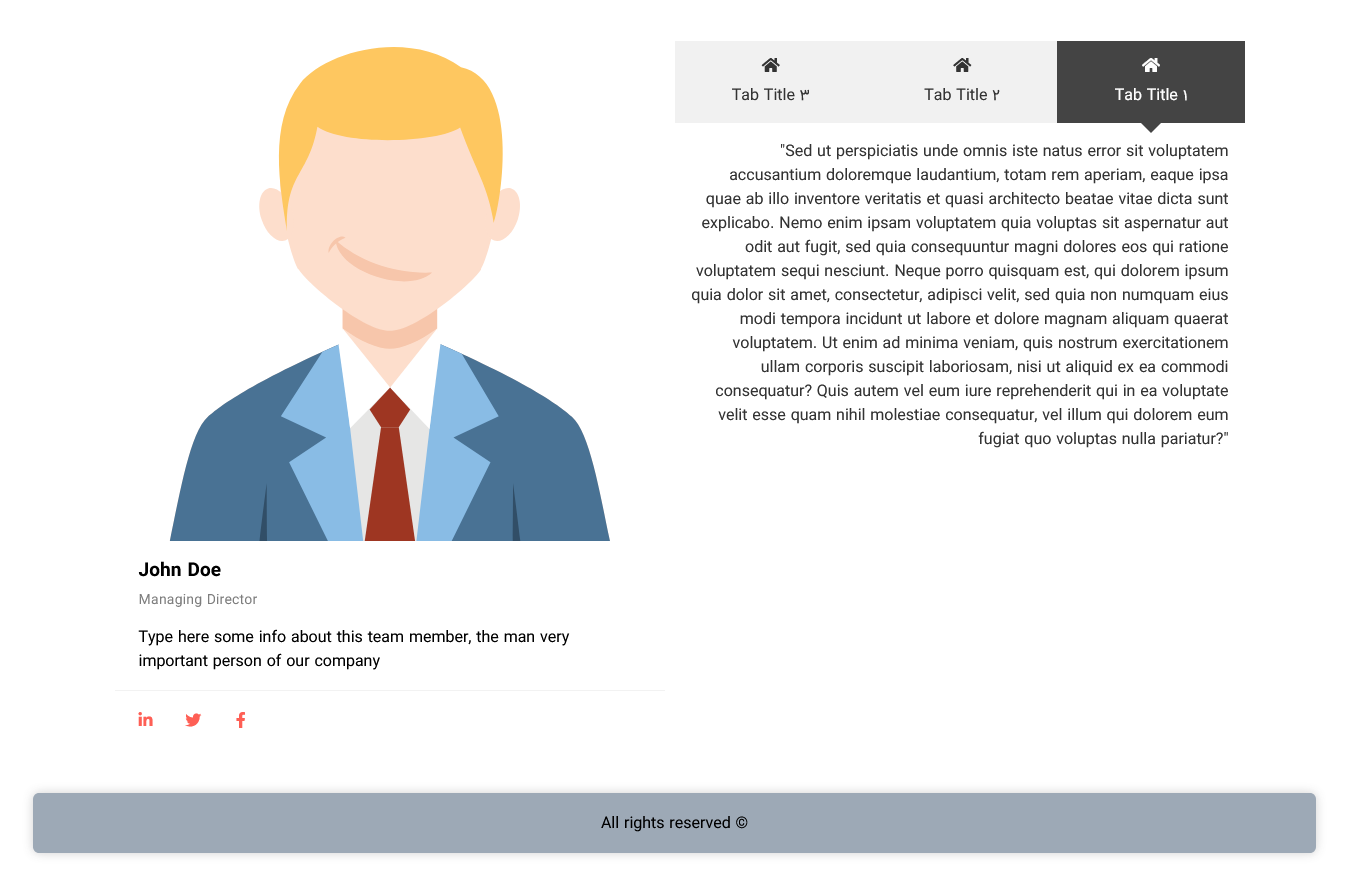 Tab Title ۱
Tab Title ۲
Tab Title ۳
"Sed ut perspiciatis unde omnis iste natus error sit voluptatem
accusantium doloremque laudantium, totam rem aperiam, eaque ipsa
quae ab illo inventore veritatis et quasi architecto beatae vitae dicta sunt
explicabo. Nemo enim ipsam voluptatem quia voluptas sit aspernatur aut
odit aut fugit, sed quia consequuntur magni dolores eos qui ratione
voluptatem sequi nesciunt. Neque porro quisquam est, qui dolorem ipsum
quia dolor sit amet, consectetur, adipisci velit, sed quia non numquam eius
modi tempora incidunt ut labore et dolore magnam aliquam quaerat
voluptatem. Ut enim ad minima veniam, quis nostrum exercitationem
ullam corporis suscipit laboriosam, nisi ut aliquid ex ea commodi
consequatur? Quis autem vel eum iure reprehenderit qui in ea voluptate
velit esse quam nihil molestiae consequatur, vel illum qui dolorem eum
fugiat quo voluptas nulla pariatur?"
John Doe
Managing Director
Type here some info about this team member, the man very
important person of our company
All rights reserved ©